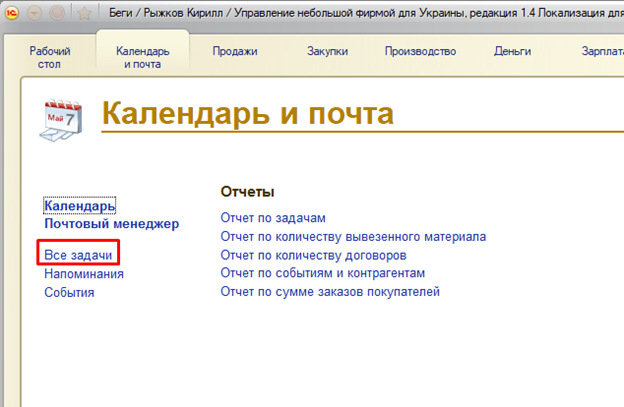 1С Беги / Рыжков Кирилл / Управление небольшой фирмой для Украины, редакция 1.4 Локализация для
Рабочий стол
Календарь и почта
Продажи
Закупки
Производство
Деньги
Зарплата
Май 7
Календарь и почта
Календарь
Почтовый менеджер
Все задачи
Напоминания
События
Отчеты
Отчет по задачам
Отчет по количеству вывезенного материала
Отчет по количеству договоров
Отчет по событиям и контрагентам
Отчет по сумме заказов покупателей